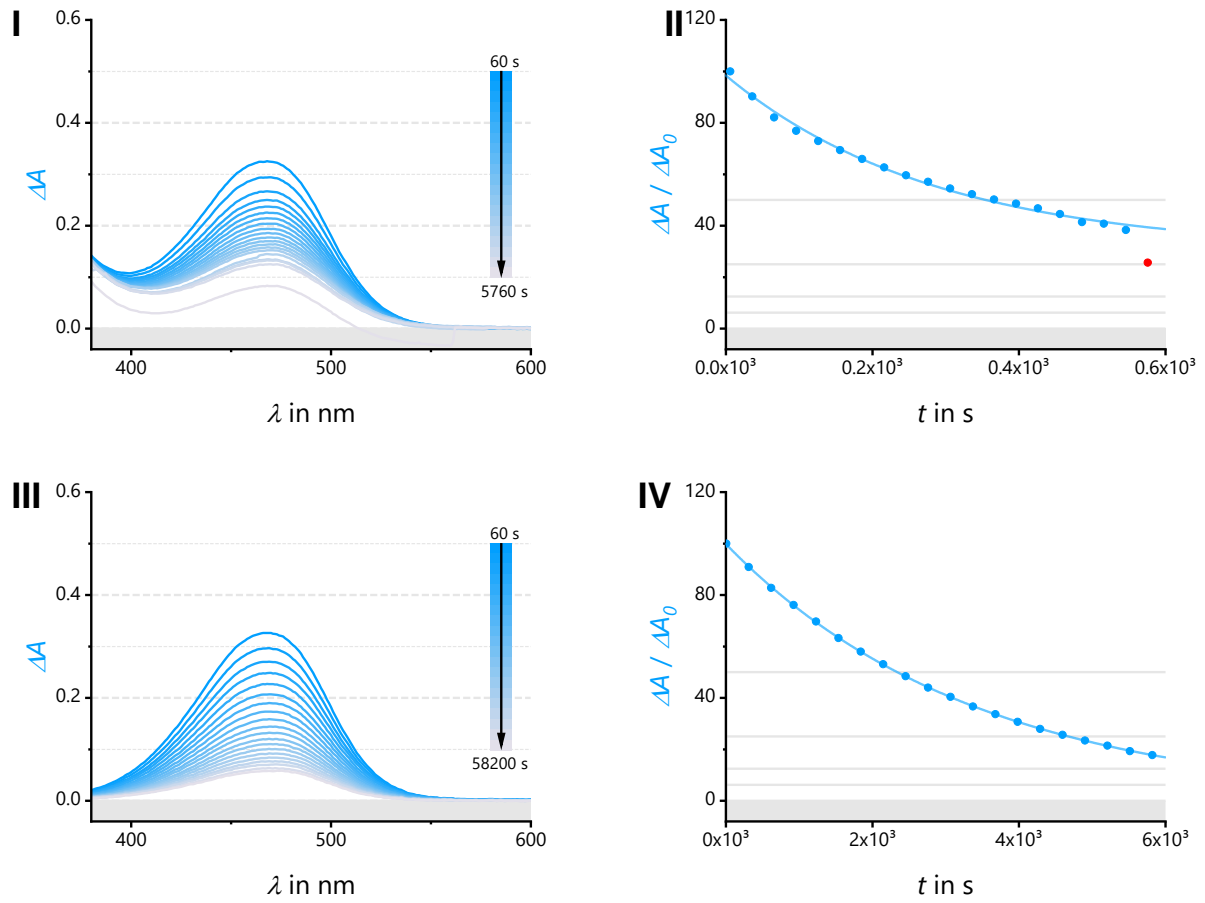 I
0.6
0.4
0.2
0.0
ΔA
60 s
5760 s
400
500
600
λ in nm
II
120
80
40
0
ΔA / ΔA₀
0.0x10³
0.2x10³
0.4x10³
0.6x10³
t in s
III
0.6
0.4
0.2
0.0
ΔA
60 s
58200 s
400
500
600
λ in nm
IV
120
80
40
0
ΔA / ΔA₀
0x10³
2x10³
4x10³
6x10³
t in s